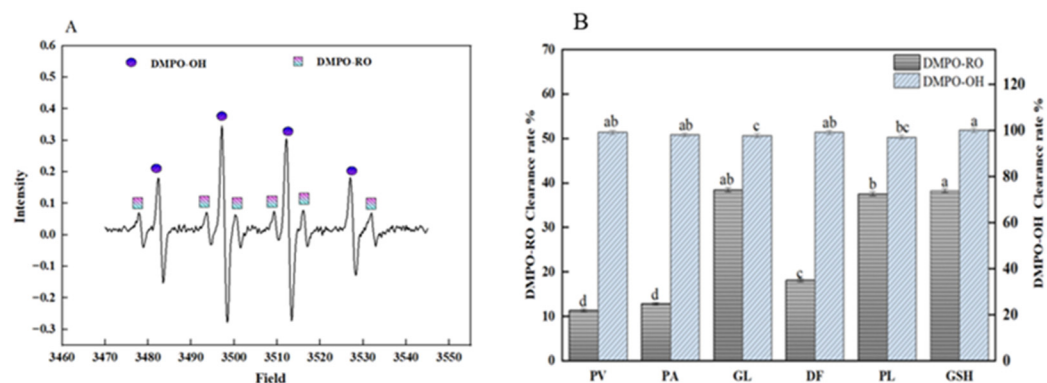 A
DMPO-OH
DMPO-RO
Intensity
0.6
0.5
0.4
0.3
0.2
0.1
0.0
-0.1
-0.2
-0.3
3460 3470 3480 3490 3500 3510 3520 3530 3540 3550
Field
B
DMPO-RO
DMPO-OH
DMPO-RO Clearance rate %
70
60
50
40
30
20
10
0
d ab d ab ab c c ab b bc a a
PV PA GL DF PL GSH
120
100
80
60
40
20
0
DMPO-OH Clearance rate %